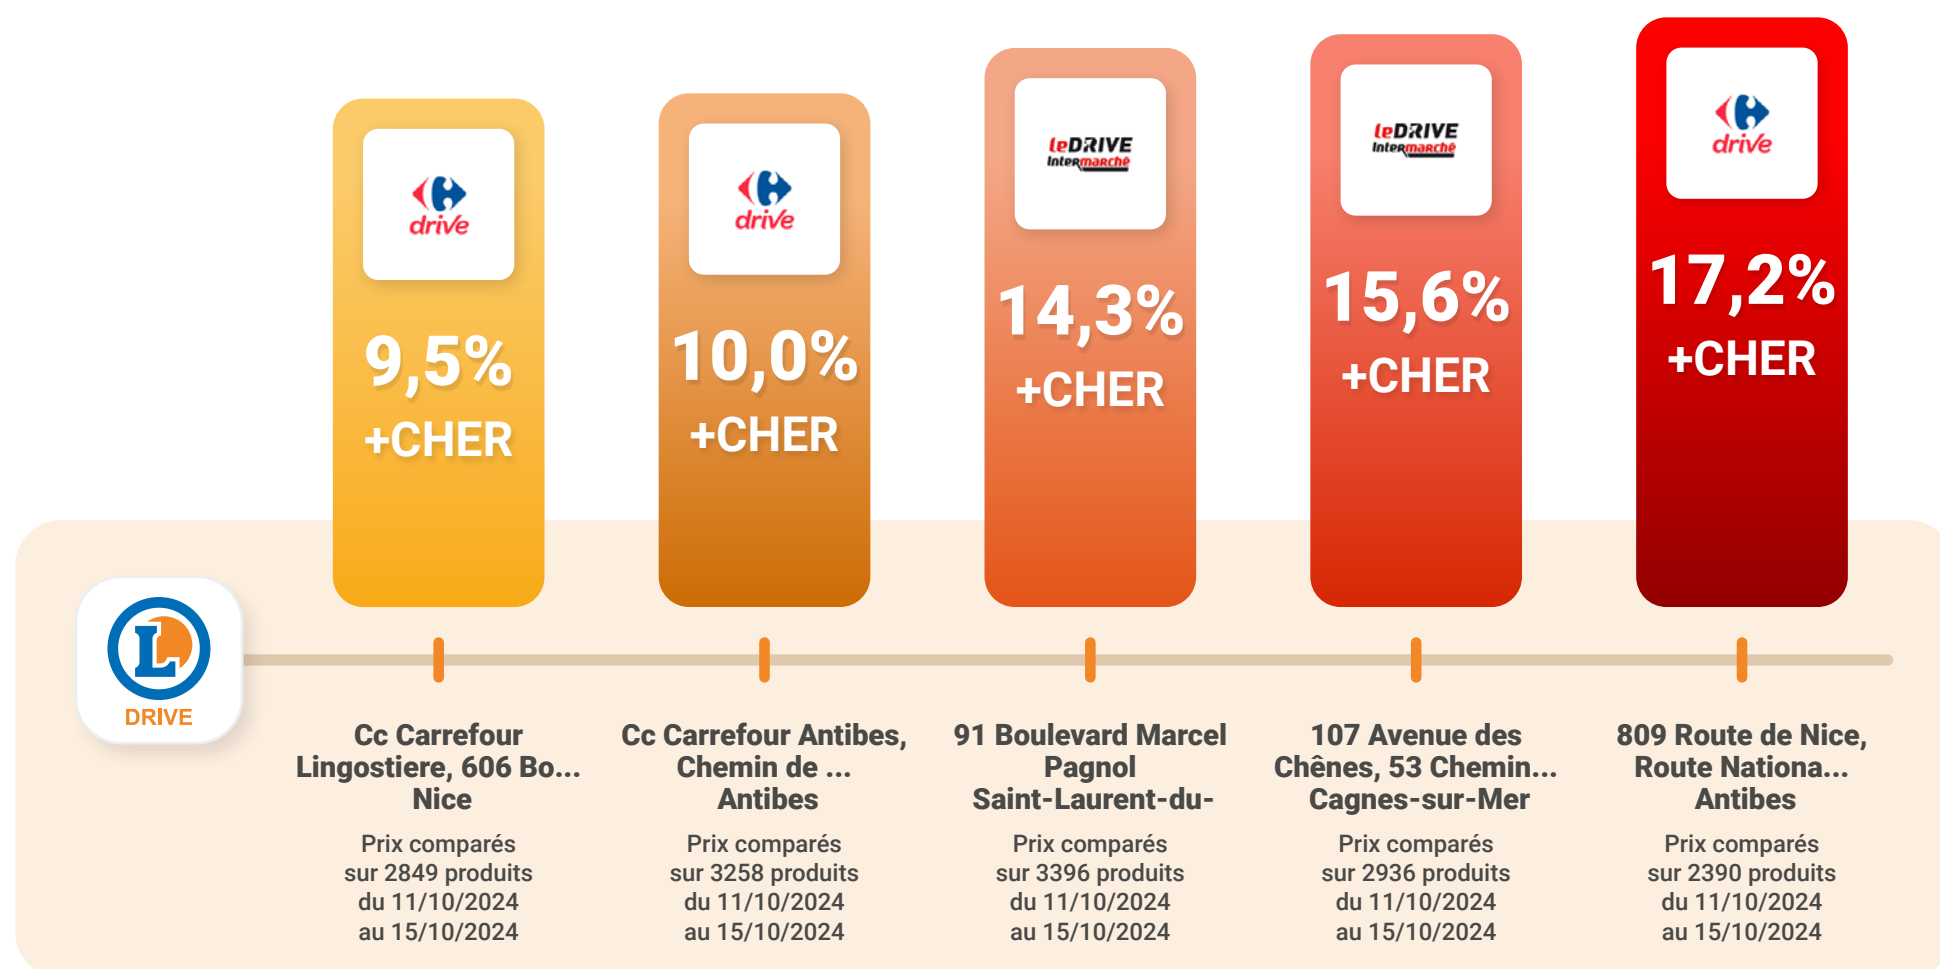 drive
9,5%
+CHER
drive
10,0%
+CHER
leDRIVE
Intermarché
14,3%
+CHER
leDRIVE
Intermarché
15,6%
+CHER
drive
17,2%
+CHER
L
DRIVE
Cc Carrefour
Lingostiere, 606 Bo...
Nice
Prix comparés
sur 2849 produits
du 11/10/2024
au 15/10/2024
Cc Carrefour Antibes,
Chemin de ...
Antibes
Prix comparés
sur 3258 produits
du 11/10/2024
au 15/10/2024
91 Boulevard Marcel
Pagnol
Saint-Laurent-du-
Prix comparés
sur 3396 produits
du 11/10/2024
au 15/10/2024
107 Avenue des
Chênes, 53 Chemin...
Cagnes-sur-Mer
Prix comparés
sur 2936 produits
du 11/10/2024
au 15/10/2024
809 Route de Nice,
Route Nationa...
Antibes
Prix comparés
sur 2390 produits
du 11/10/2024
au 15/10/2024